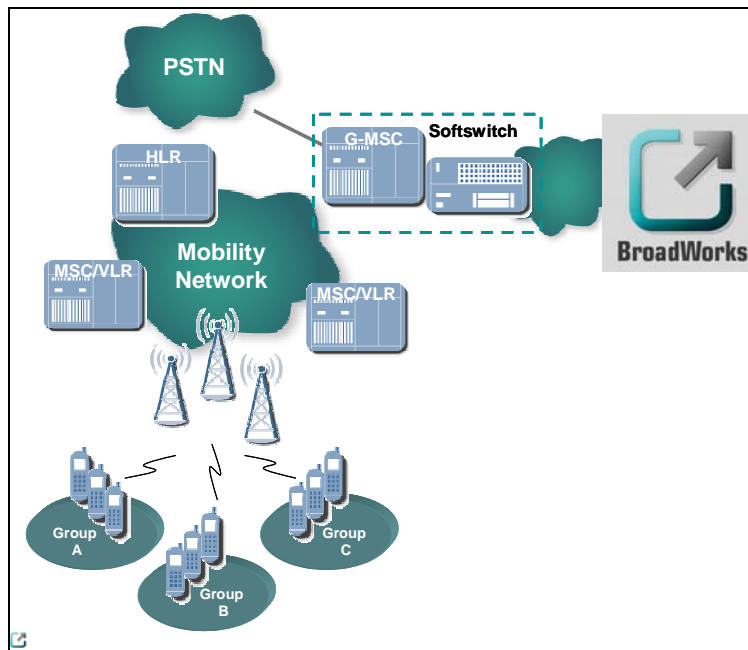 PSTN
Softswitch
G-MSC
HLR
Mobility
Network
MSC/VLR
MSC/VLR
BroadWorks
Group
A
Group
B
Group
C